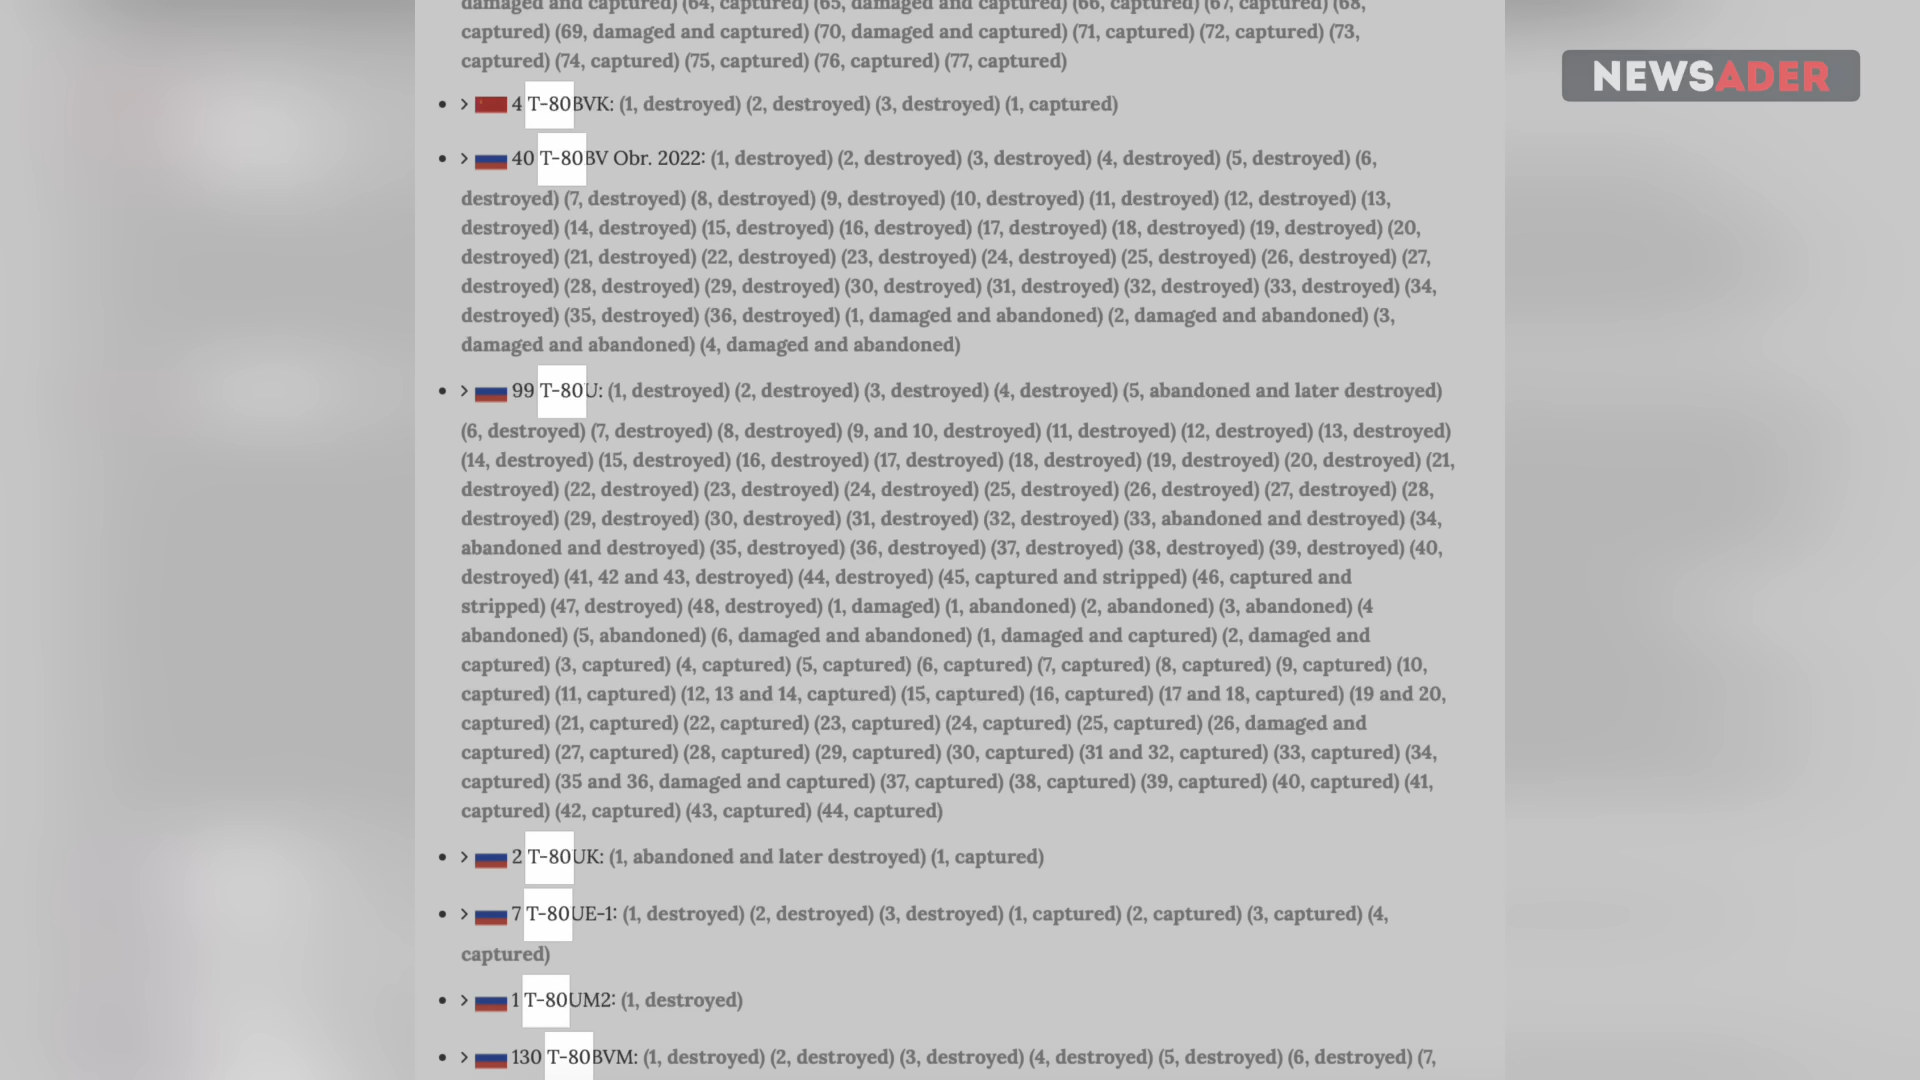 damaged and captured) (64, captured) (65, damaged and captured) (66, captured) (67, captured) (68,
captured) (69, damaged and captured) (70, damaged and captured) (71, captured) (72, captured) (73,
captured) (74, captured) (75, captured) (76, captured) (77, captured)
NEWSADER
• > 4 T-80BVK: (1, destroyed) (2, destroyed) (3, destroyed) (1, captured)
• > 40 T-80BV Obr. 2022: (1, destroyed) (2, destroyed) (3, destroyed) (4, destroyed) (5, destroyed) (6,
destroyed) (7, destroyed) (8, destroyed) (9, destroyed) (10, destroyed) (11, destroyed) (12, destroyed) (13,
destroyed) (14, destroyed) (15, destroyed) (16, destroyed) (17, destroyed) (18, destroyed) (19, destroyed) (20,
destroyed) (21, destroyed) (22, destroyed) (23, destroyed) (24, destroyed) (25, destroyed) (26, destroyed) (27,
destroyed) (28, destroyed) (29, destroyed) (30, destroyed) (31, destroyed) (32, destroyed) (33, destroyed) (34,
destroyed) (35, destroyed) (36, destroyed) (1, damaged and abandoned) (2, damaged and abandoned) (3,
damaged and abandoned) (4, damaged and abandoned)
• > 99 T-80U: (1, destroyed) (2, destroyed) (3, destroyed) (4, destroyed) (5, abandoned and later destroyed)
(6, destroyed) (7, destroyed) (8, destroyed) (9, and 10, destroyed) (11, destroyed) (12, destroyed) (13, destroyed)
(14, destroyed) (15, destroyed) (16, destroyed) (17, destroyed) (18, destroyed) (19, destroyed) (20, destroyed) (21,
destroyed) (22, destroyed) (23, destroyed) (24, destroyed) (25, destroyed) (26, destroyed) (27, destroyed) (28,
destroyed) (29, destroyed) (30, destroyed) (31, destroyed) (32, destroyed) (33, abandoned and destroyed) (34,
abandoned and destroyed) (35, destroyed) (36, destroyed) (37, destroyed) (38, destroyed) (39, destroyed) (40,
destroyed) (41, 42 and 43, destroyed) (44, destroyed) (45, captured and stripped) (46, captured and
stripped) (47, destroyed) (48, destroyed) (1, damaged) (1, abandoned) (2, abandoned) (3, abandoned) (4
abandoned) (5, abandoned) (6, damaged and abandoned) (1, damaged and captured) (2, damaged and
captured) (3, captured) (4, captured) (5, captured) (6, captured) (7, captured) (8, captured) (9, captured) (10,
captured) (11, captured) (12, 13 and 14, captured) (15, captured) (16, captured) (17 and 18, captured) (19 and 20,
captured) (21, captured) (22, captured) (23, captured) (24, captured) (25, captured) (26, damaged and
captured) (27, captured) (28, captured) (29, captured) (30, captured) (31 and 32, captured) (33, captured) (34,
captured) (35 and 36, damaged and captured) (37, captured) (38, captured) (39, captured) (40, captured) (41,
captured) (42, captured) (43, captured) (44, captured)
• > 2 T-80UK: (1, abandoned and later destroyed) (1, captured)
• > 7 T-80UE-1: (1, destroyed) (2, destroyed) (3, destroyed) (1, captured) (2, captured) (3, captured) (4,
captured)
• > 1 T-80UM2: (1, destroyed)
• > 130 T-80BVM: (1, destroyed) (2, destroyed) (3, destroyed) (4, destroyed) (5, destroyed) (6, destroyed) (7,